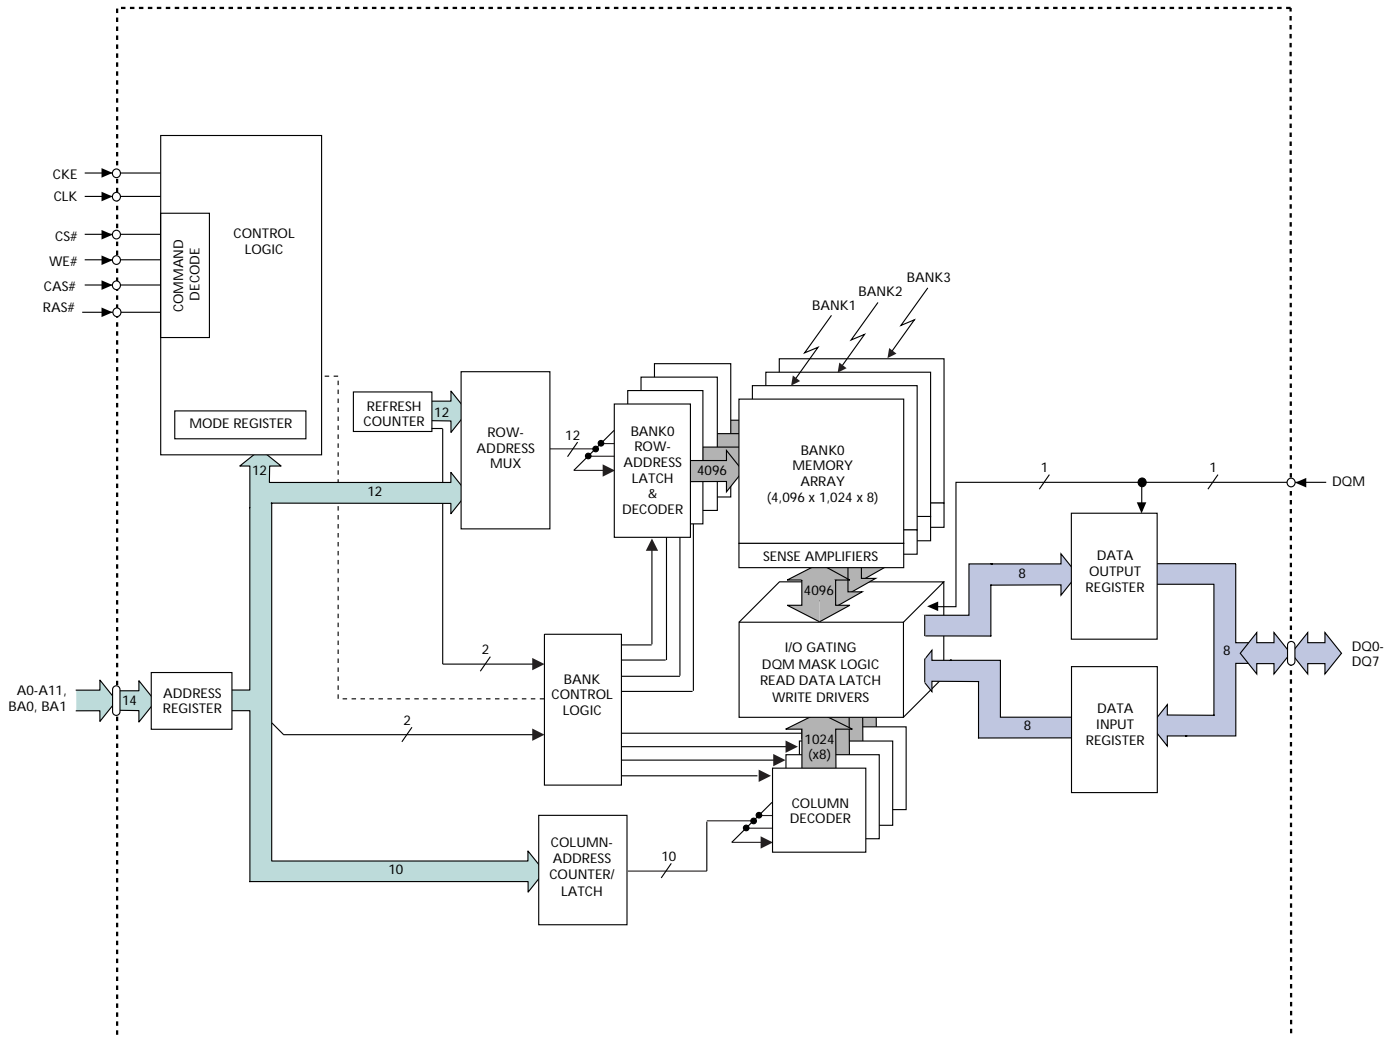 CKE
CLK
CS#
WE#
CAS#
RAS#
CONTROL
LOGIC
COMMAND
DECODE
MODE REGISTER
12
REFRESH
COUNTER
12
12
ROW-
ADDRESS
MUX
12
BANK0
ROW-
ADDRESS
LATCH
&
DECODER
4096
BANK1
BANK2
BANK3
BANK0
MEMORY
ARRAY
(4,096 x 1,024 x 8)
SENSE AMPLIFIERS
4096
I/O GATING
DQM MASK LOGIC
READ DATA LATCH
WRITE DRIVERS
1024
(x8)
COLUMN
DECODER
1
1
DQM
8
DATA
OUTPUT
REGISTER
8
DQ0-
DQ7
8
DATA
INPUT
REGISTER
A0-A11,
BA0, BA1
14
ADDRESS
REGISTER
2
2
BANK
CONTROL
LOGIC
10
COLUMN-
ADDRESS
COUNTER/
LATCH
10